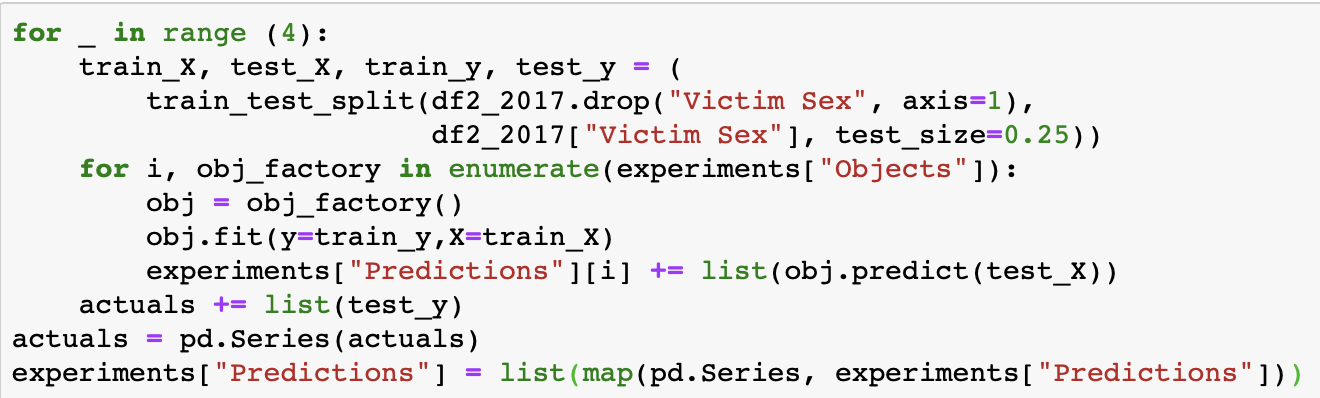 for _ in range (4):
    train_X, test_X, train_y, test_y = (
        train_test_split(df2_2017.drop("Victim Sex", axis=1),
                         df2_2017["Victim Sex"], test_size=0.25))
    for i, obj_factory in enumerate(experiments["Objects"]):
        obj = obj_factory()
        obj.fit(y=train_y,X=train_X)
        experiments["Predictions"][i] += list(obj.predict(test_X))
    actuals += list(test_y)
actuals = pd.Series(actuals)
experiments["Predictions"] = list(map(pd.Series, experiments["Predictions"]))